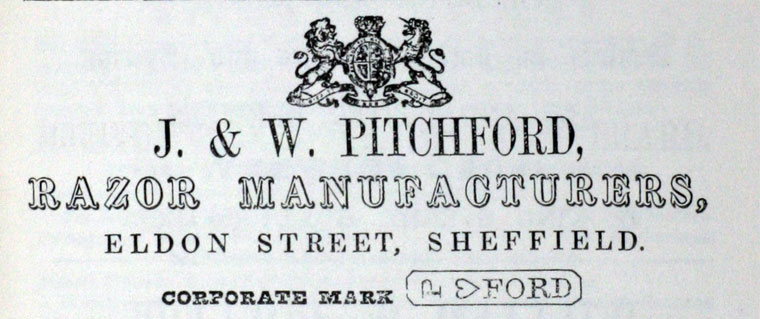 J. & W. PITCHFORD,
RAZOR MANUFACTURERS,
ELDON STREET, SHEFFIELD.
CORPORATE MARK P FORD